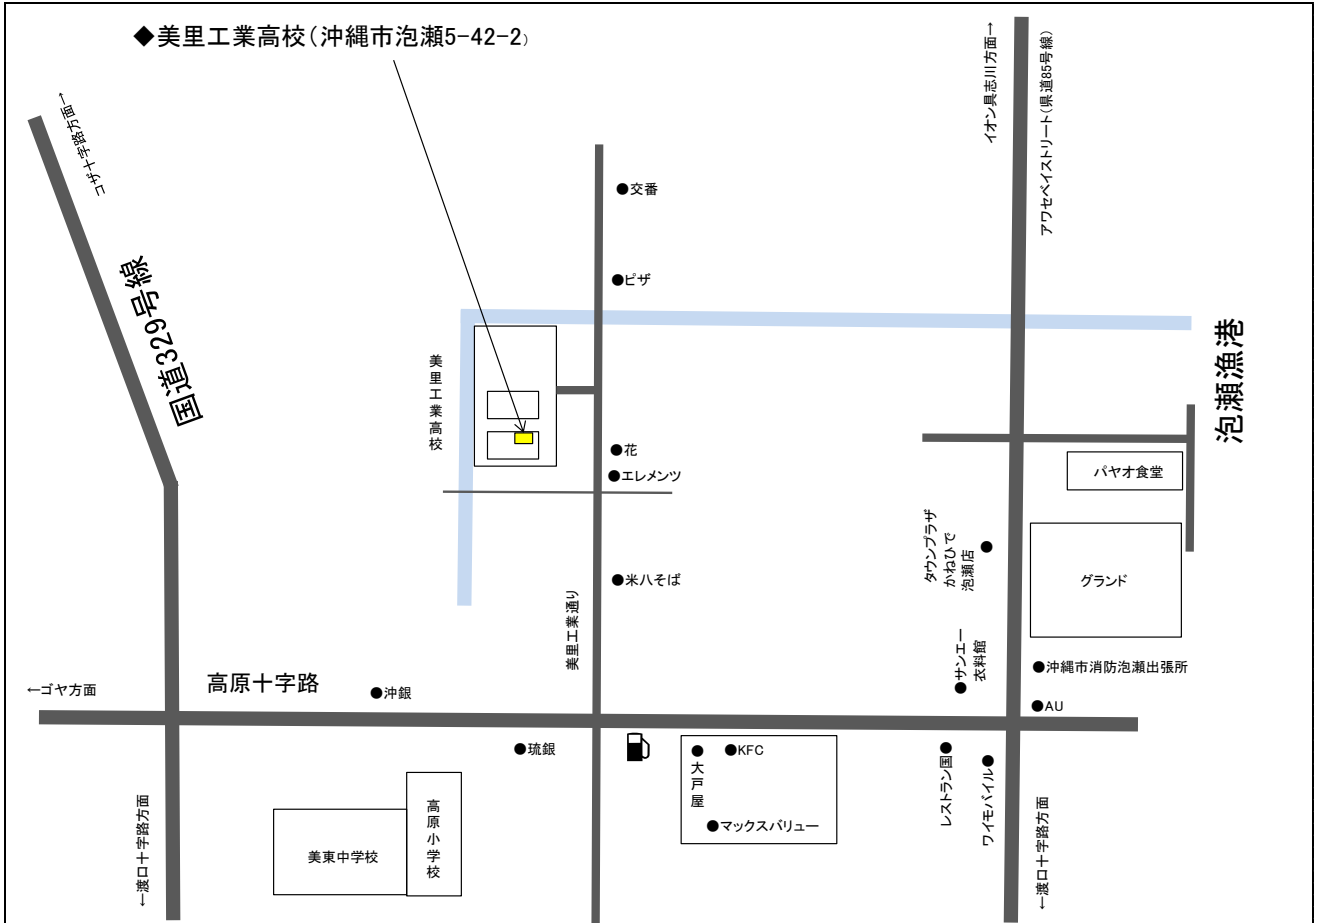 ◆美里工業高校（沖縄市泡瀬5-42-2）
イオン具志川方面→
アワセベイストリート（県道85号線）
コザ十字路方面→
●交番
国道329号線
●ピザ
泡瀬漁港
美里工業高校
●花
●エレメンツ
パヤオ食堂
タウンプラザ
かねひで
泡瀬店
●
●米八そば
グランド
美里工業通り
●サンエー
衣料館
●沖縄市消防泡瀬出張所
高原十字路
←ゴヤ方面
●沖銀
●AU
●琉銀
●大戸屋
●KFC
レストラン国●
ワイモバイル●
●マックスバリュー
高原小学校
美東中学校
←渡口十字路方面
←渡口十字路方面